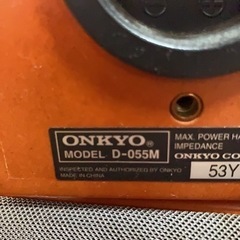 ONKYO®
MODEL D-055M
INSPECTED AND AUTHORIZED BY ONKYO
MADE IN CHINA
MAX. POWER HA
IMPEDANCE
ONKYO CO
53Y